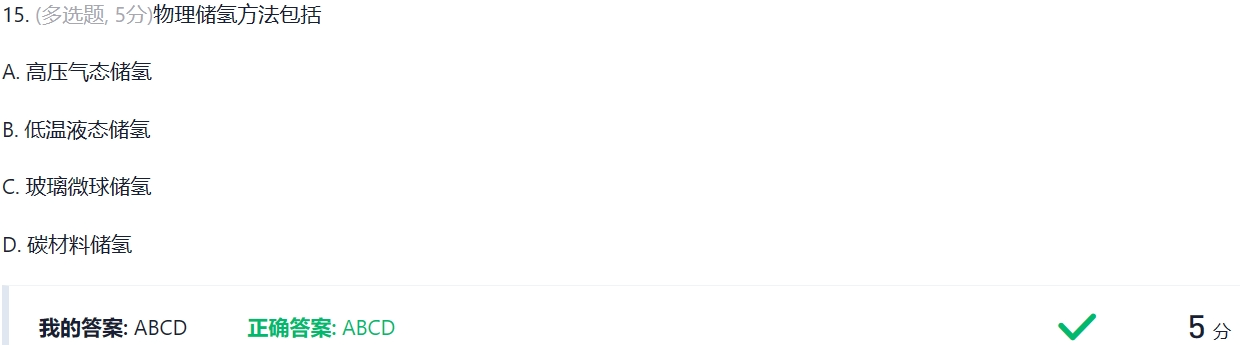 15. (多选题, 5分)物理储氢方法包括
A. 高压气态储氢
B. 低温液态储氢
C. 玻璃微球储氢
D. 碳材料储氢
我的答案: ABCD 正确答案: ABCD 5 分